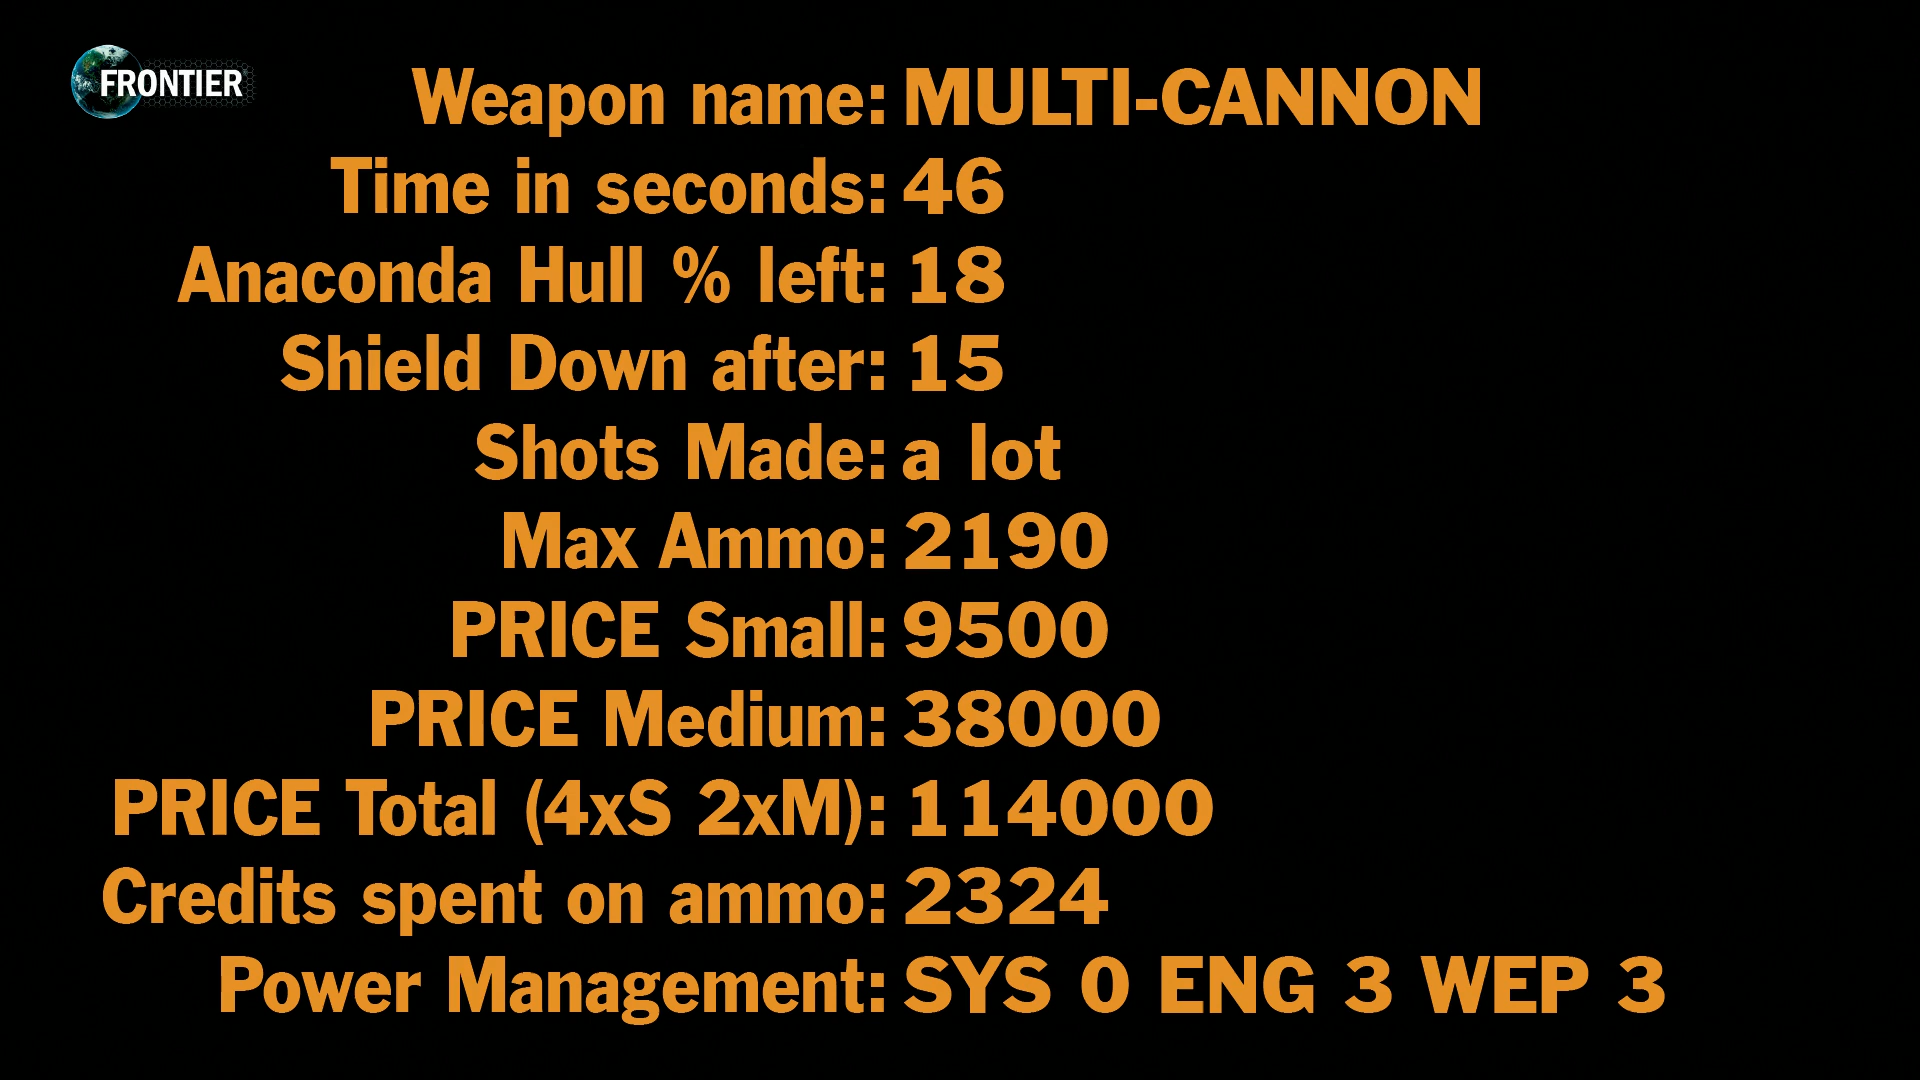 FRONTIER
Weapon name: MULTI-CANNON
Time in seconds: 46
Anaconda Hull % left: 18
Shield Down after: 15
Shots Made: a lot
Max Ammo: 2190
PRICE Small: 9500
PRICE Medium: 38000
PRICE Total (4xS 2xM): 114000
Credits spent on ammo: 2324
Power Management: SYS 0 ENG 3 WEP 3